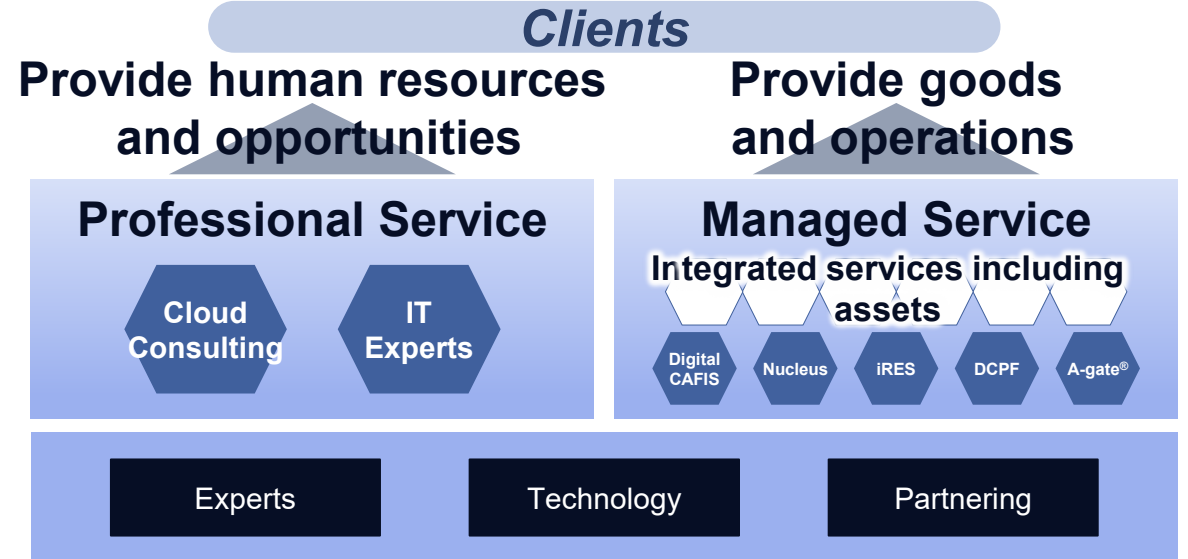 Clients
Provide human resources
and opportunities
Provide goods
and operations
Professional Service
Cloud
Consulting
IT
Experts
Managed Service
Integrated services including
assets
Digital
CAFIS
Nucleus
iRES
DCPF
A-gate®
Experts
Technology
Partnering